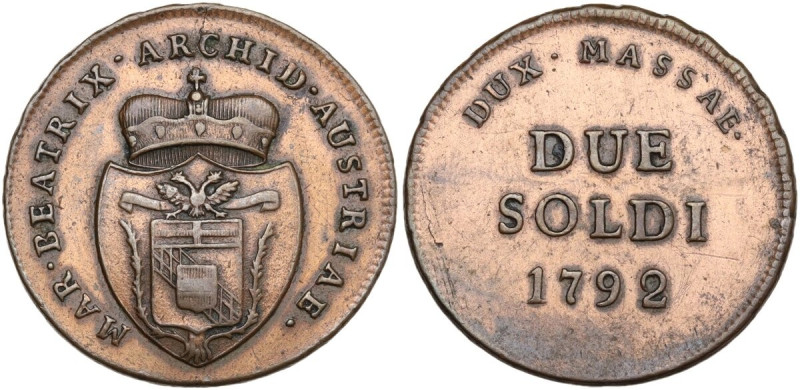 MAR · BEATRIX · ARCHID · AUSTRIAE ·
DUX · MASSAE ·
DUE
SOLDI
1792